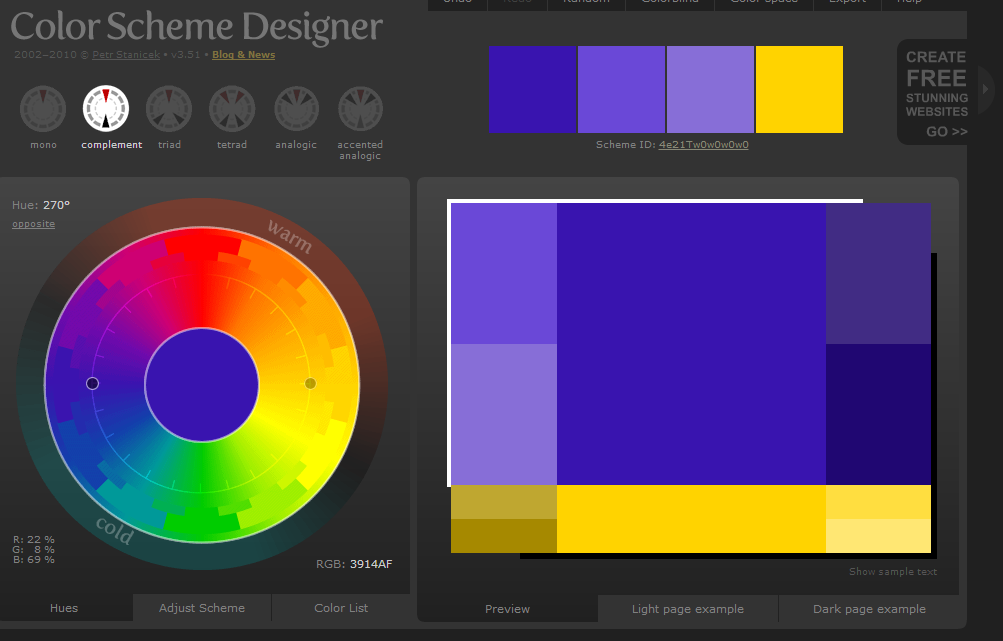 Undo Redo Random Colorblind Color space Export Help
Color Scheme Designer
2002–2010 © Petr Stanicek • v3.51 • Blog & News
mono complement triad tetrad analogic accented
analogic
Scheme ID: 4e21Tw0w0w0w0
CREATE
FREE
STUNNING
WEBSITES
GO >>
Hue: 270°
opposite
warm
cold
R: 22 %
G: 8 %
B: 69 %
RGB: 3914AF
Hues Adjust Scheme Color List
Show sample text
Preview Light page example Dark page example